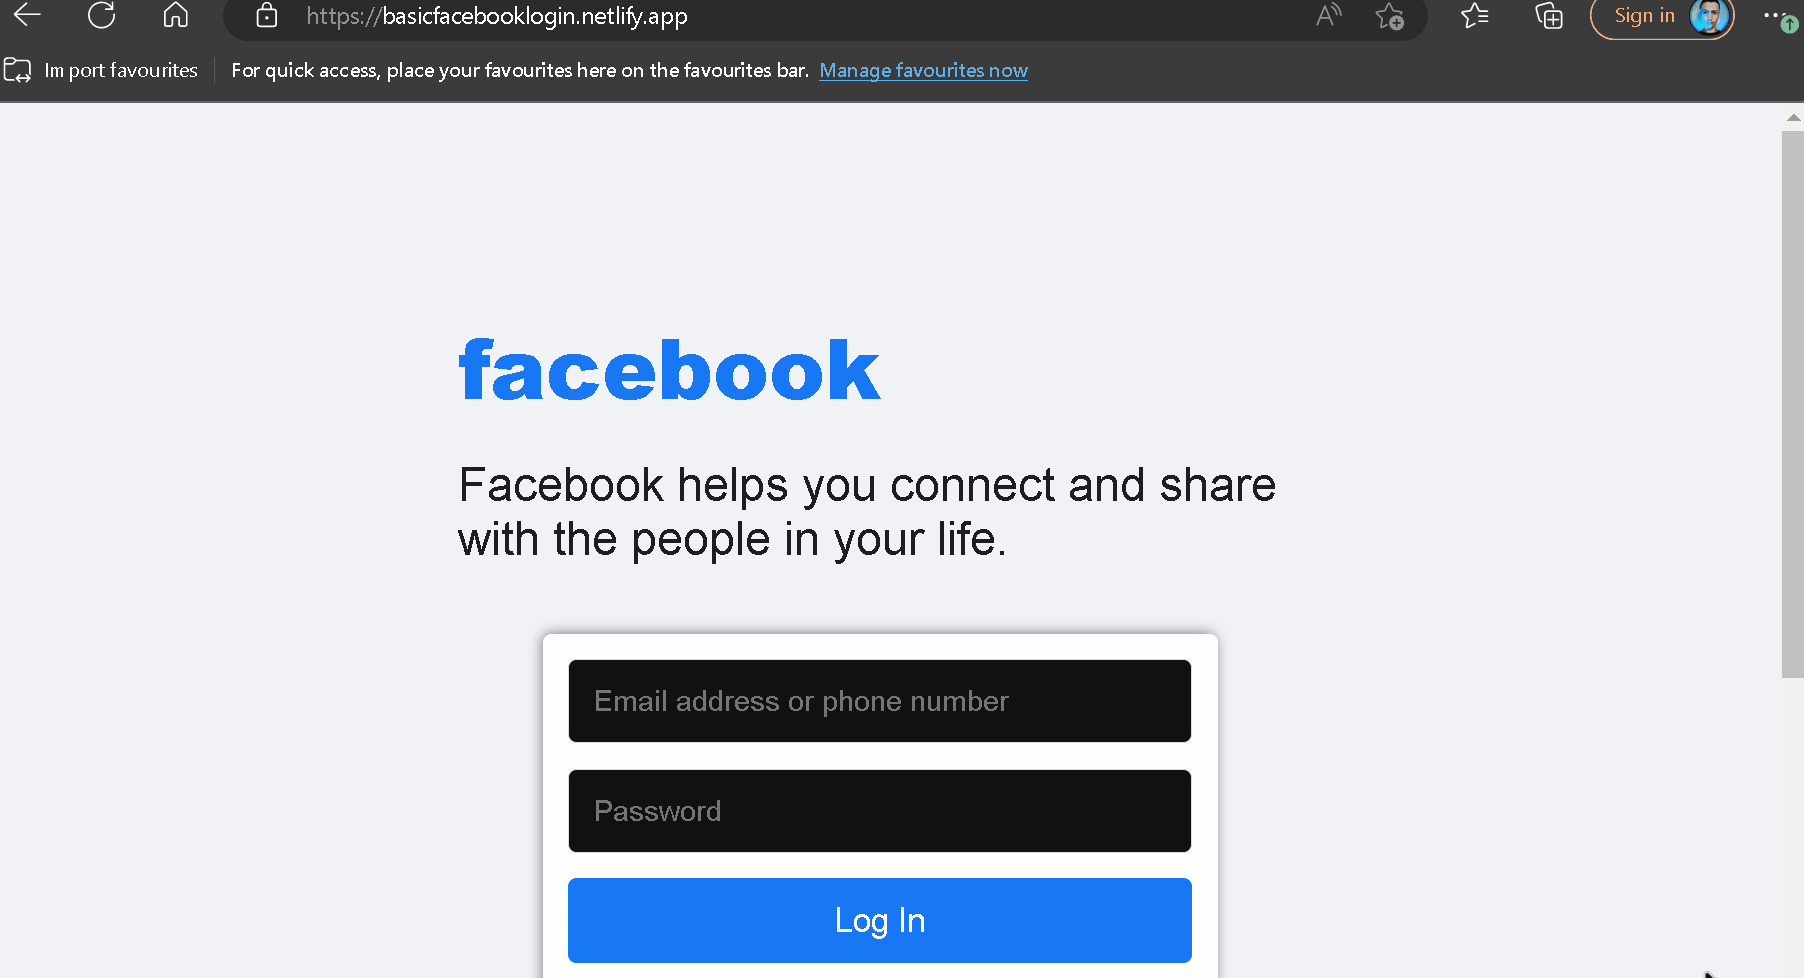 https://basicfacebooklogin.netlify.app
Sign in
Import favourites
For quick access, place your favourites here on the favourites bar. Manage favourites now
facebook
Facebook helps you connect and share
with the people in your life.
Email address or phone number
Password
Log In